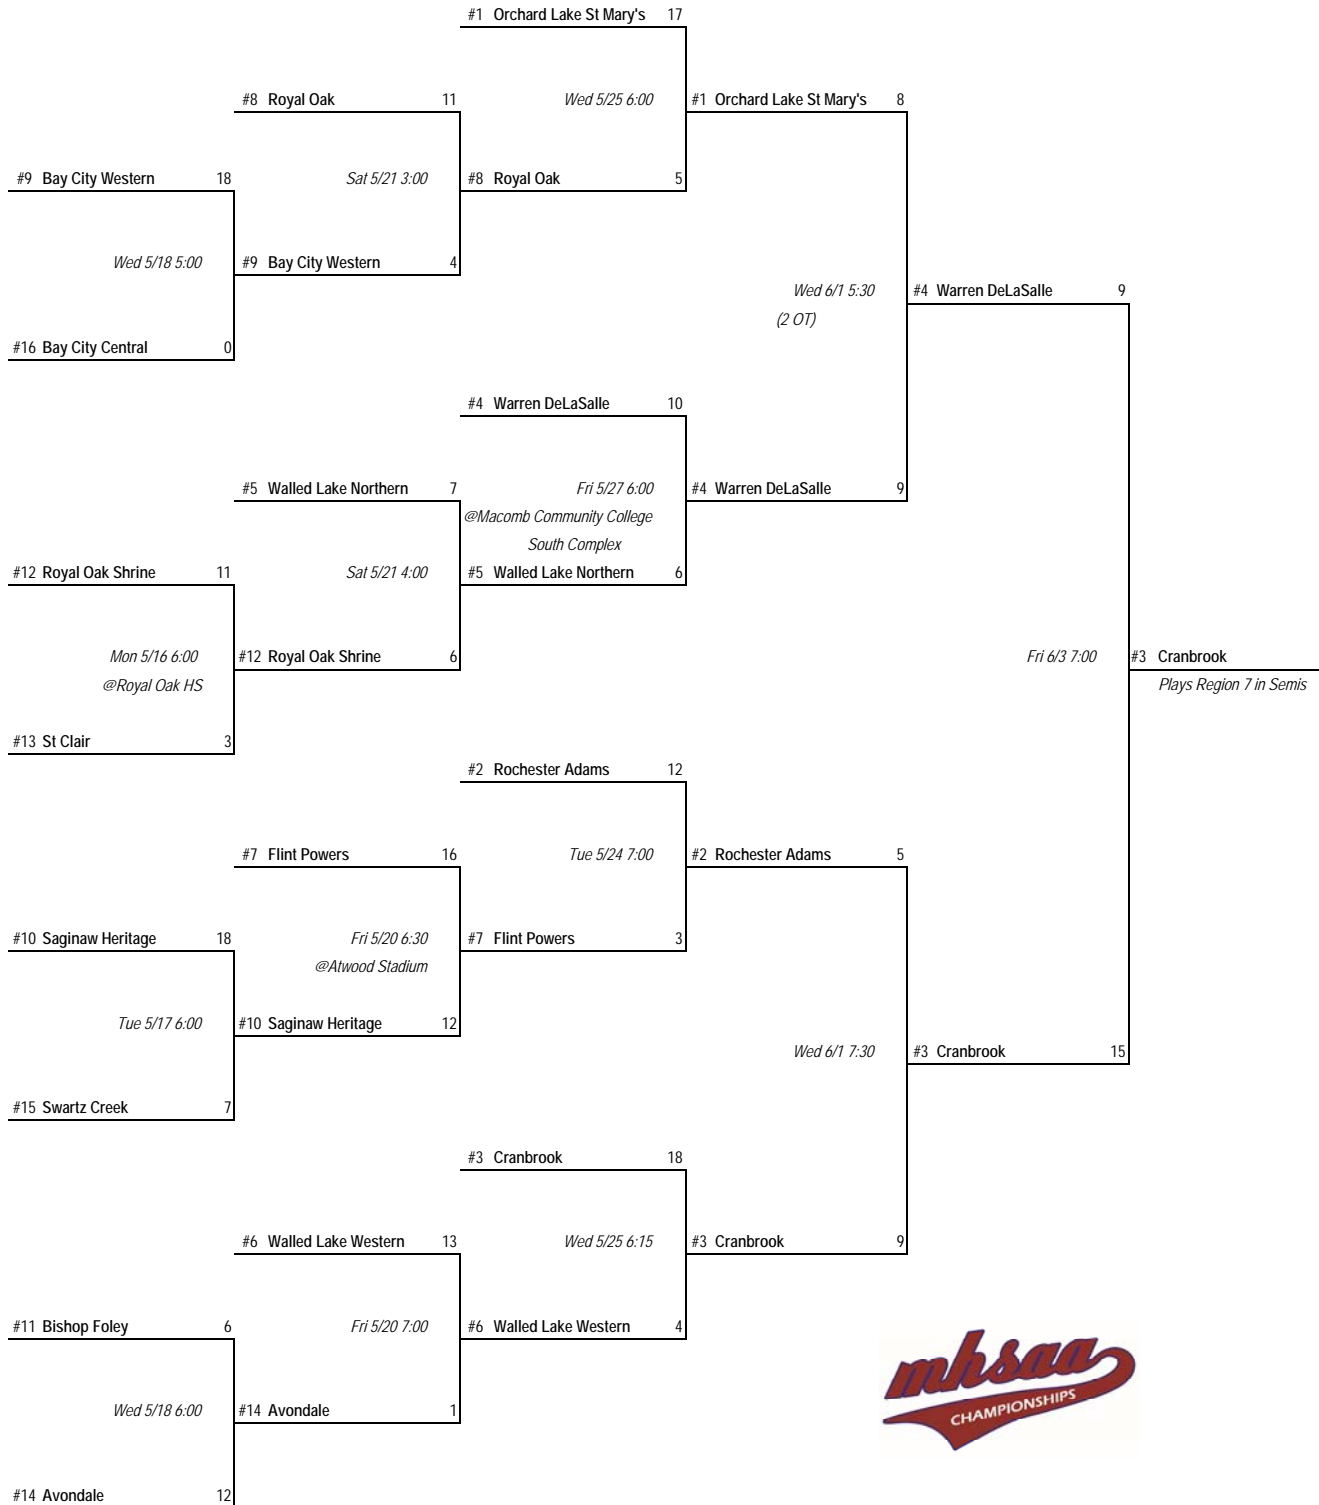 #1 Orchard Lake St Mary's 17
#8 Royal Oak 11
Wed 5/25 6:00
#1 Orchard Lake St Mary's 8
#9 Bay City Western 18
Sat 5/21 3:00
#8 Royal Oak 5
Wed 5/18 5:00
#9 Bay City Western 4
Wed 6/1 5:30
(2 OT)
#4 Warren DeLaSalle 9
#16 Bay City Central 0
#4 Warren DeLaSalle 10
#5 Walled Lake Northern 7
Fri 5/27 6:00
@Macomb Community College
South Complex
#4 Warren DeLaSalle 9
#12 Royal Oak Shrine 11
Sat 5/21 4:00
#5 Walled Lake Northern 6
Mon 5/16 6:00
@Royal Oak HS
#12 Royal Oak Shrine 6
Fri 6/3 7:00
#3 Cranbrook
Plays Region 7 in Semis
#13 St Clair 3
#2 Rochester Adams 12
#7 Flint Powers 16
Tue 5/24 7:00
#2 Rochester Adams 5
#10 Saginaw Heritage 18
Fri 5/20 6:30
@Atwood Stadium
#7 Flint Powers 3
Tue 5/17 6:00
#10 Saginaw Heritage 12
Wed 6/1 7:30
#3 Cranbrook 15
#15 Swartz Creek 7
#3 Cranbrook 18
#6 Walled Lake Western 13
Wed 5/25 6:15
#3 Cranbrook 9
#11 Bishop Foley 6
Fri 5/20 7:00
#6 Walled Lake Western 4
mhsaa
CHAMPIONSHIPS
Wed 5/18 6:00
#14 Avondale 1
#14 Avondale 12